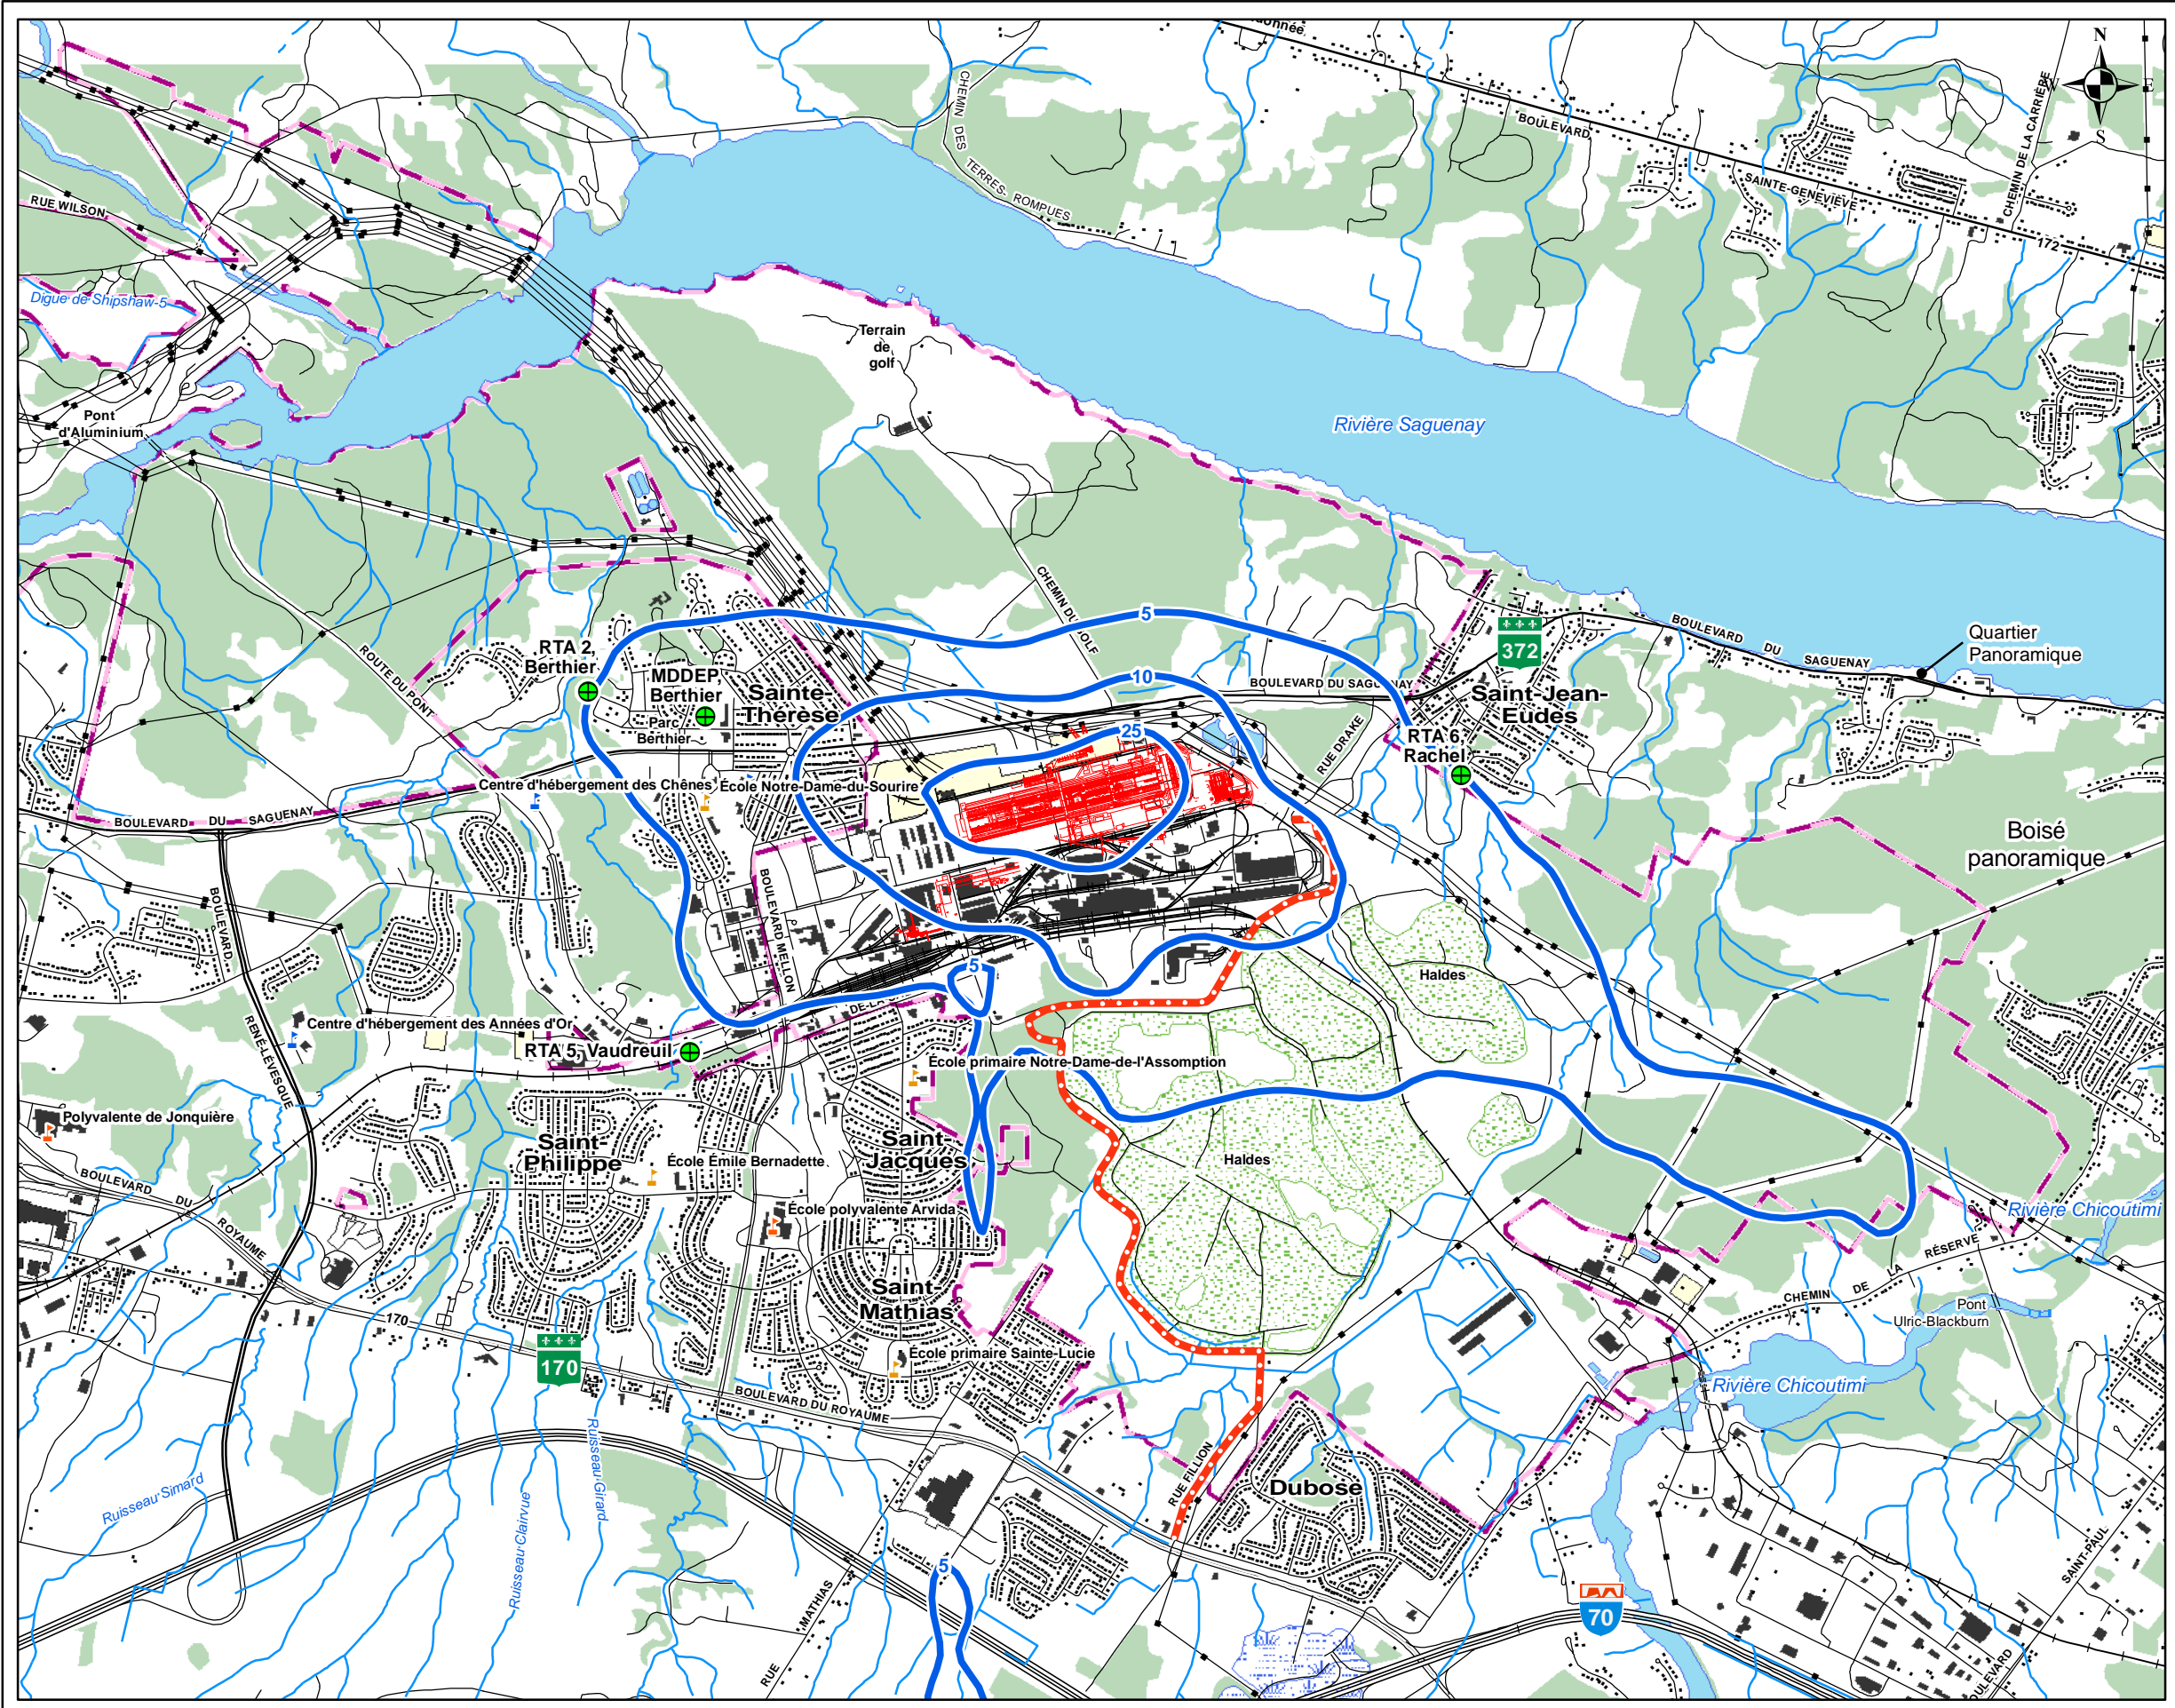 N
W
E
S
CHEMIN DES
TERRES ROMPUES
BOULEVARD
SAINTE-GENEVIÈVE
172
CHEMIN DE LA CARRIÈRE
RUE WILSON
Digue de Shipshaw-5
Pont
d'Aluminium
Terrain
de
golf
Rivière Saguenay
ROUTE DU PONT
CHEMIN DU GOLF
5
10
25
RTA 2,
Berthier
MDDEP
Berthier
Parc
Berthier
Sainte-
Thérèse
BOULEVARD DU SAGUENAY
372
BOULEVARD DU SAGUENAY
Quartier
Panoramique
Saint-Jean-
Eudes
RTA 6
Rachel
RUE DRAKE
Centre d'hébergement des Chênes
École Notre-Dame-du-Sourire
BOULEVARD DU SAGUENAY
Boisé
panoramique
BOULEVARD
RENÉ-LÉVESQUE
BOULEVARD MELLON
5
Haldes
Centre d'hébergement des Années d'Or
RTA 5, Vaudreuil
École primaire Notre-Dame-de-l'Assomption
Polyvalente de Jonquière
Saint-
Philippe
École Émile Bernadette
Saint-
Jacques
Haldes
École polyvalente Arvida
BOULEVARD DU ROYAUME
170
170
Saint-
Mathias
École primaire Sainte-Lucie
BOULEVARD DU ROYAUME
Rivière Chicoutimi
CHEMIN DE LA RÉSERVE
Pont
Ulric-Blackburn
Rivière Chicoutimi
RUE FILLION
Dubose
Ruisseau Simard
Ruisseau Clairvue
Ruisseau Girard
5
RUE MATHIAS
70
SAINT-PAUL
BOULEVARD